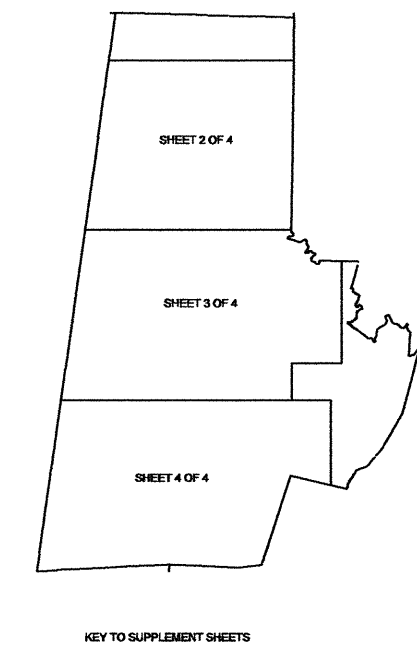 SHEET 2 OF 4
SHEET 3 OF 4
SHEET 4 OF 4
KEY TO SUPPLEMENT SHEETS